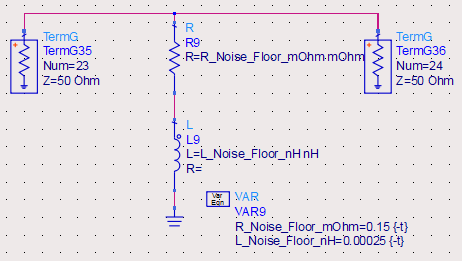 TermG
TermG35
Num=23
Z=50 Ohm
R
R9
R=R_Noise_Floor_mOhm mOhm
TermG
TermG36
Num=24
Z=50 Ohm
L
L9
L=L_Noise_Floor_nH nH
R=
Var
Eqn
VAR
VAR9
R_Noise_Floor_mOhm=0.15 {-t}
L_Noise_Floor_nH=0.00025 {-t}